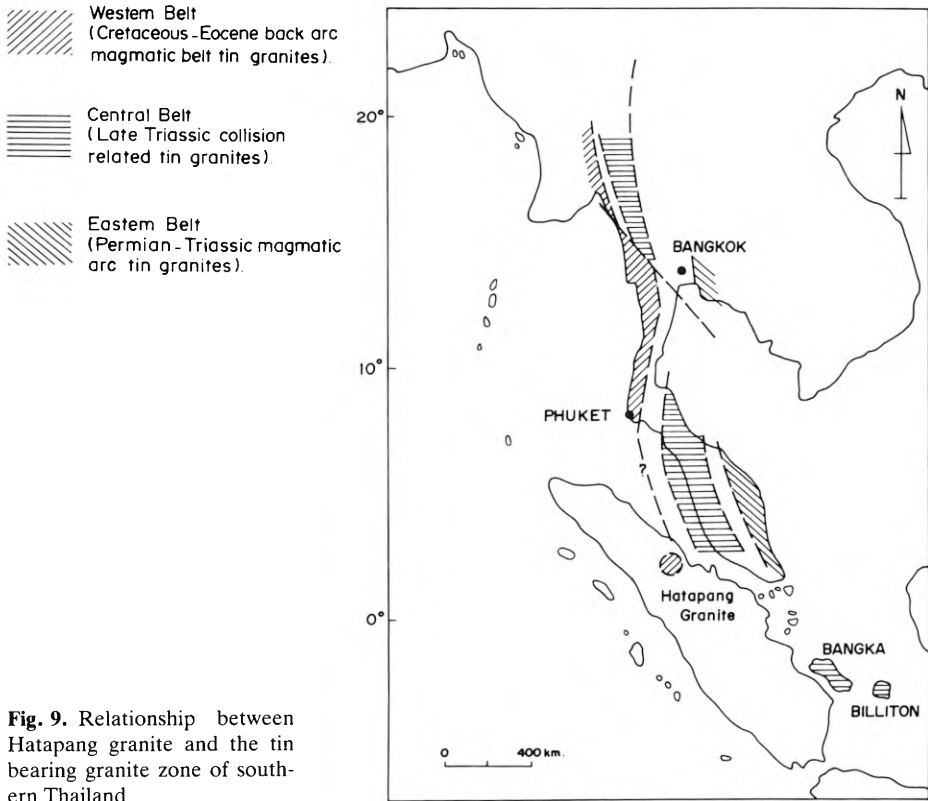 Western Belt
(Cretaceous-Eocene back arc
magmatic belt tin granites).
Central Belt
(Late Triassic collision
related tin granites).
Eastern Belt
(Permian-Triassic magmatic
arc tin granites).
N
20°
BANGKOK
10°
PHUKET
?
Hatapang
Granite
0°
BANGKA
BILLITON
0 400 km.
Fig. 9. Relationship between
Hatapang granite and the tin
bearing granite zone of south-
ern Thailand